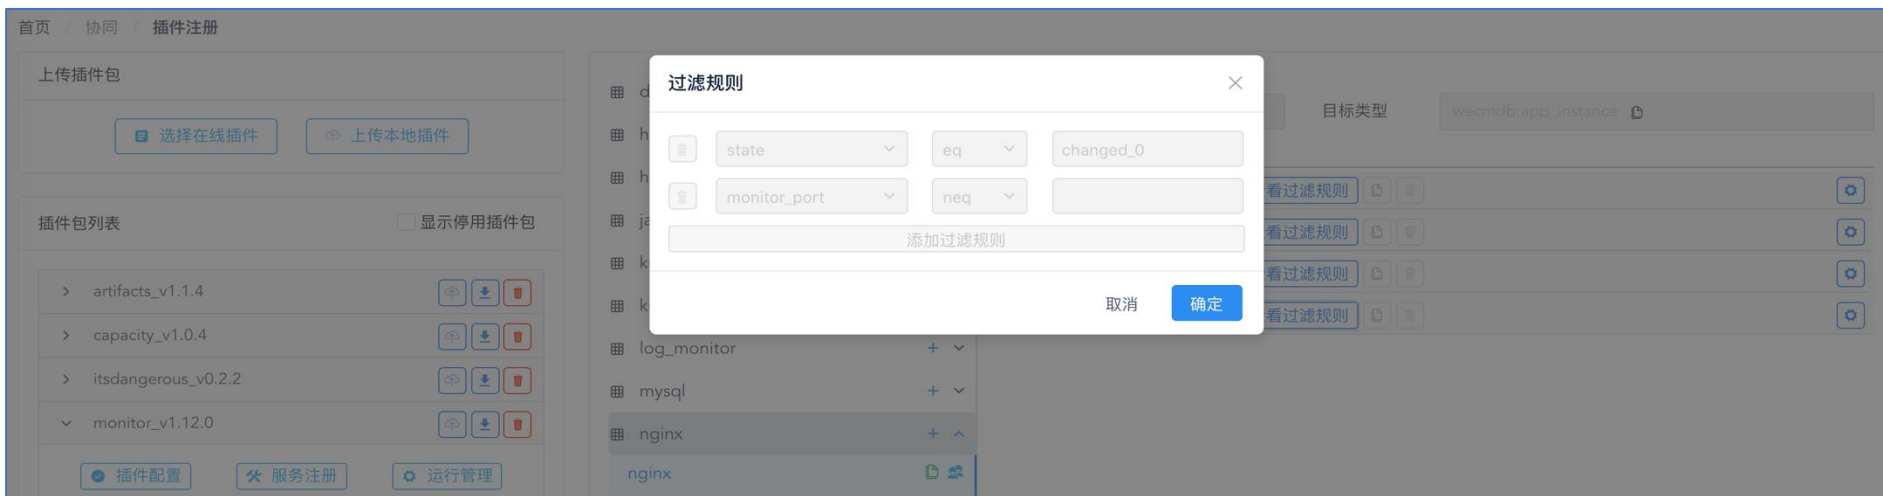 首页 / 协同 / 插件注册
上传插件包
选择在线插件
上传本地插件
插件包列表
显示停用插件包
artifacts_v1.1.4
capacity_v1.0.4
itsdangerous_v0.2.2
monitor_v1.12.0
插件配置
服务注册
运行管理
d
h
h
ja
k
k
log_monitor
mysql
nginx
nginx
过滤规则
state
eq
changed_0
monitor_port
neq
添加过滤规则
取消
确定
目标类型
wecmdb:app_instance
看过滤规则
看过滤规则
看过滤规则
看过滤规则